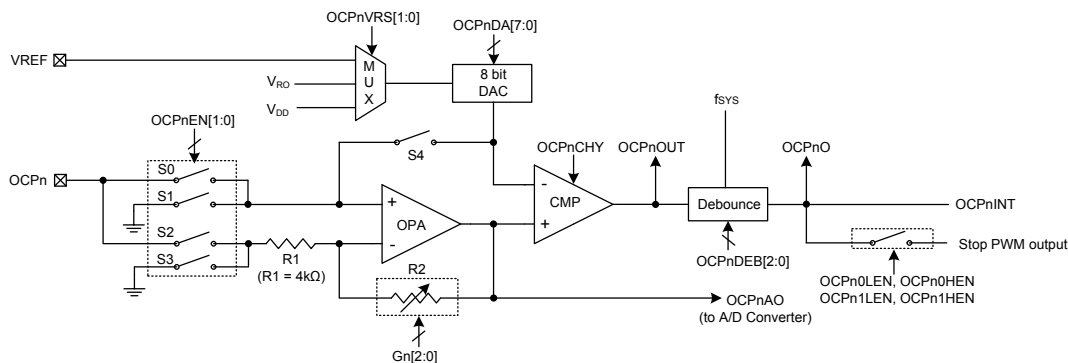 OCPnVRS[1:0]
OCPnDA[7:0]
VREF
M
U
X
8 bit
DAC
VRO
VDD
fSYS
OCPnEN[1:0]
S4
OCPnCHY
OCPnOUT
OCPnO
OCPn
S0
S1
+
-
OPA
-
+
CMP
Debounce
OCPnINT
S2
S3
R1
(R1 = 4kΩ)
R2
OCPnDEB[2:0]
Stop PWM output
OCPn0LEN, OCPn0HEN
OCPn1LEN, OCPn1HEN
OCPnAO
(to A/D Converter)
Gn[2:0]